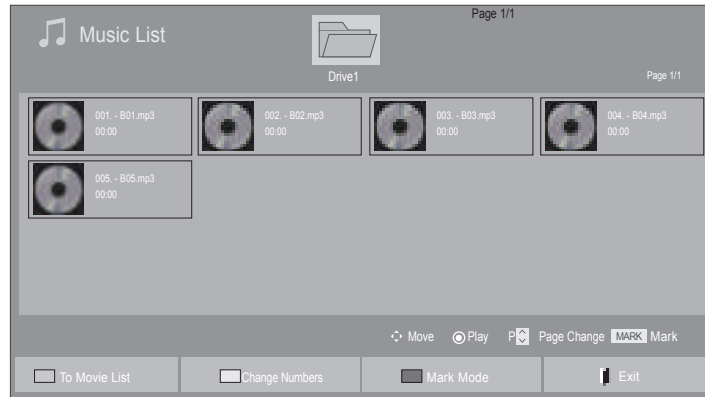 Page 1/1
Music List
Drive1
Page 1/1
001. - B01.mp3
00:00
002. - B02.mp3
00:00
003. - B03.mp3
00:00
004. - B04.mp3
00:00
005. - B05.mp3
00:00
Move Play P Page Change MARK Mark
To Movie List Change Numbers Mark Mode Exit